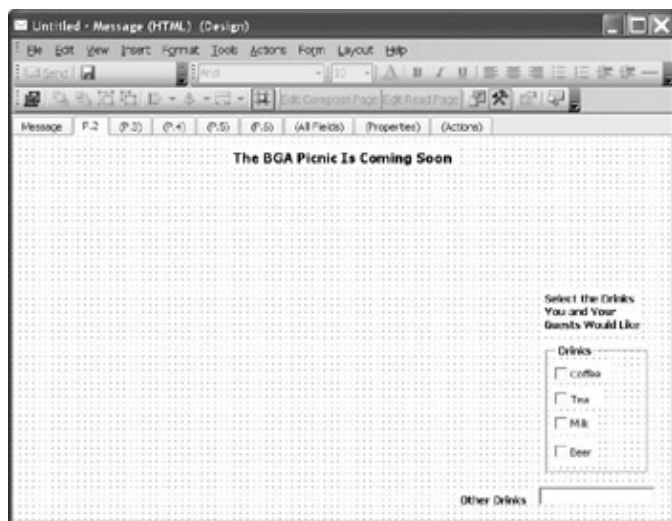 Untitled - Message (HTML) (Design)
File Edit View Insert Format Tools Actions Form Layout Help
Send Arial 10 A B I U
Edit Compose Page Edit Read Page
Message P.2 (P.3) (P.4) (P.5) (P.6) (All Fields) (Properties) (Actions)
The BGA Picnic Is Coming Soon
Select the Drinks
You and Your
Guests Would Like
Drinks
Coffee
Tea
Milk
Beer
Other Drinks